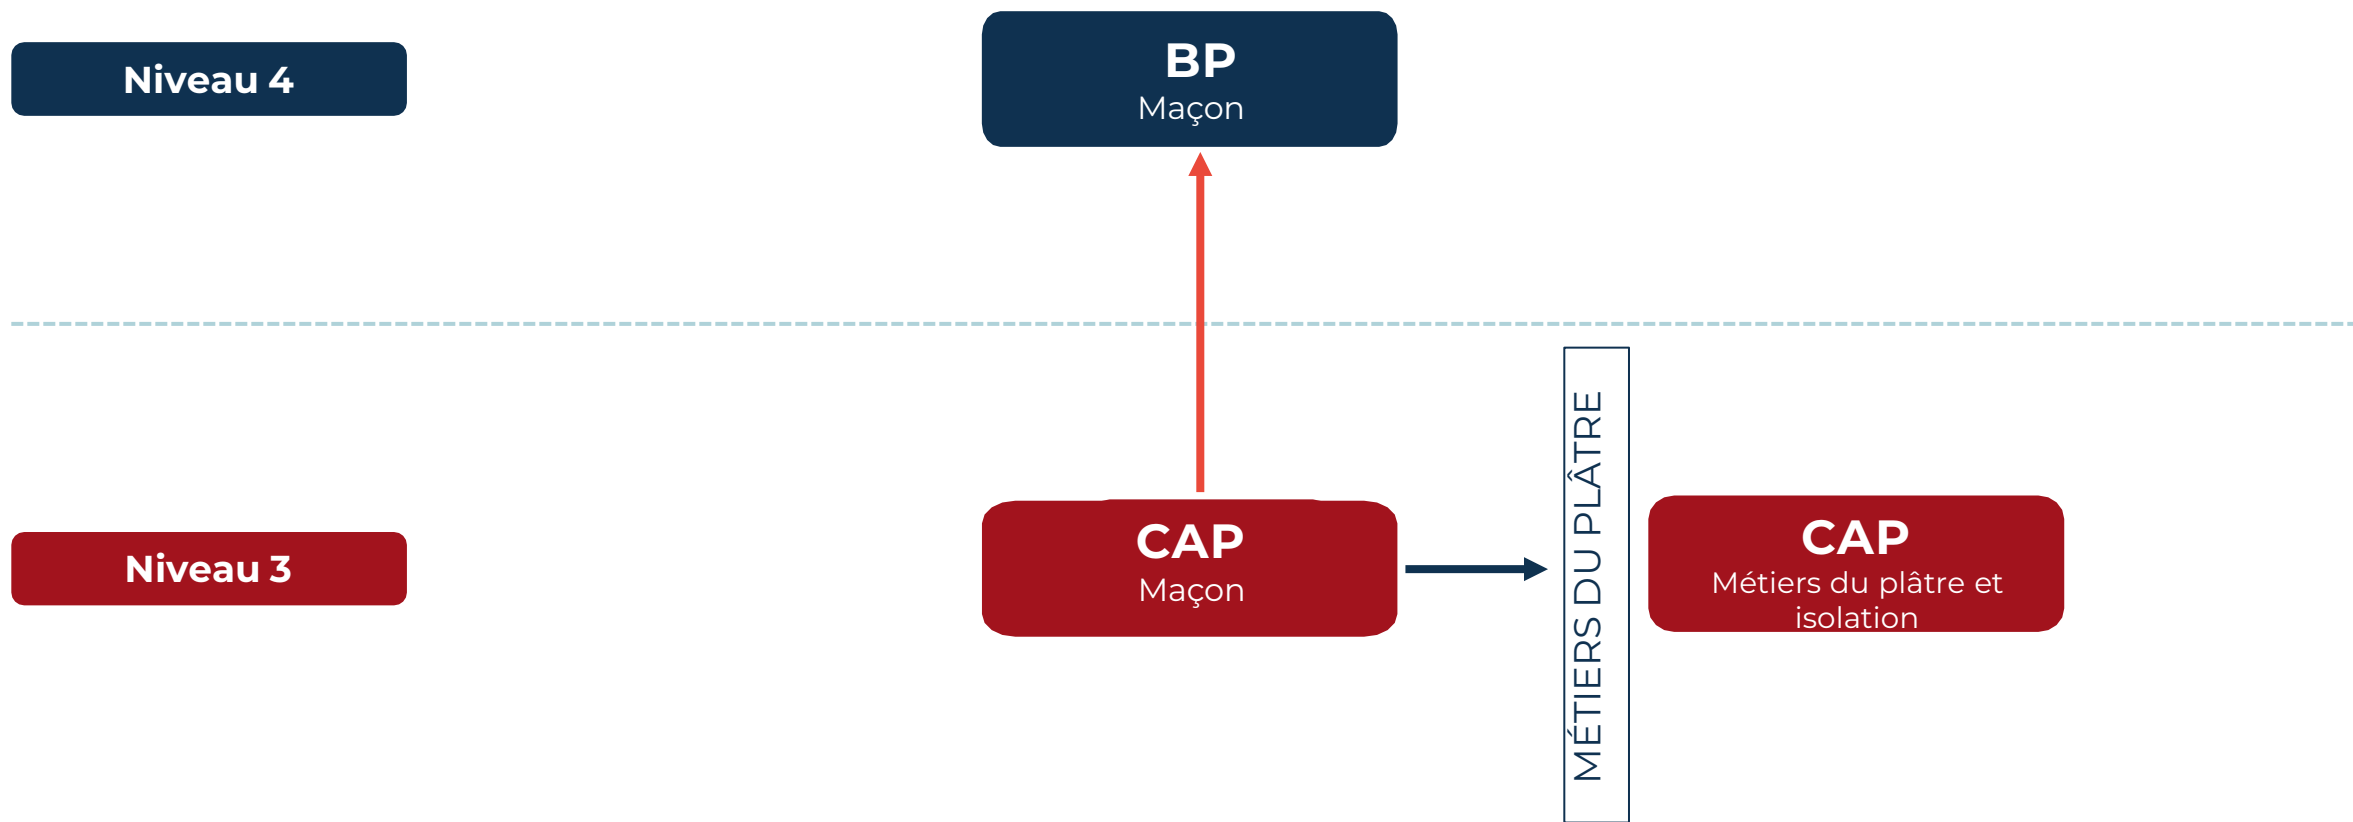 Niveau 4
BP
Maçon
Niveau 3
CAP
Maçon
MÉTIERS DU PLÂTRE
CAP
Métiers du plâtre et
isolation